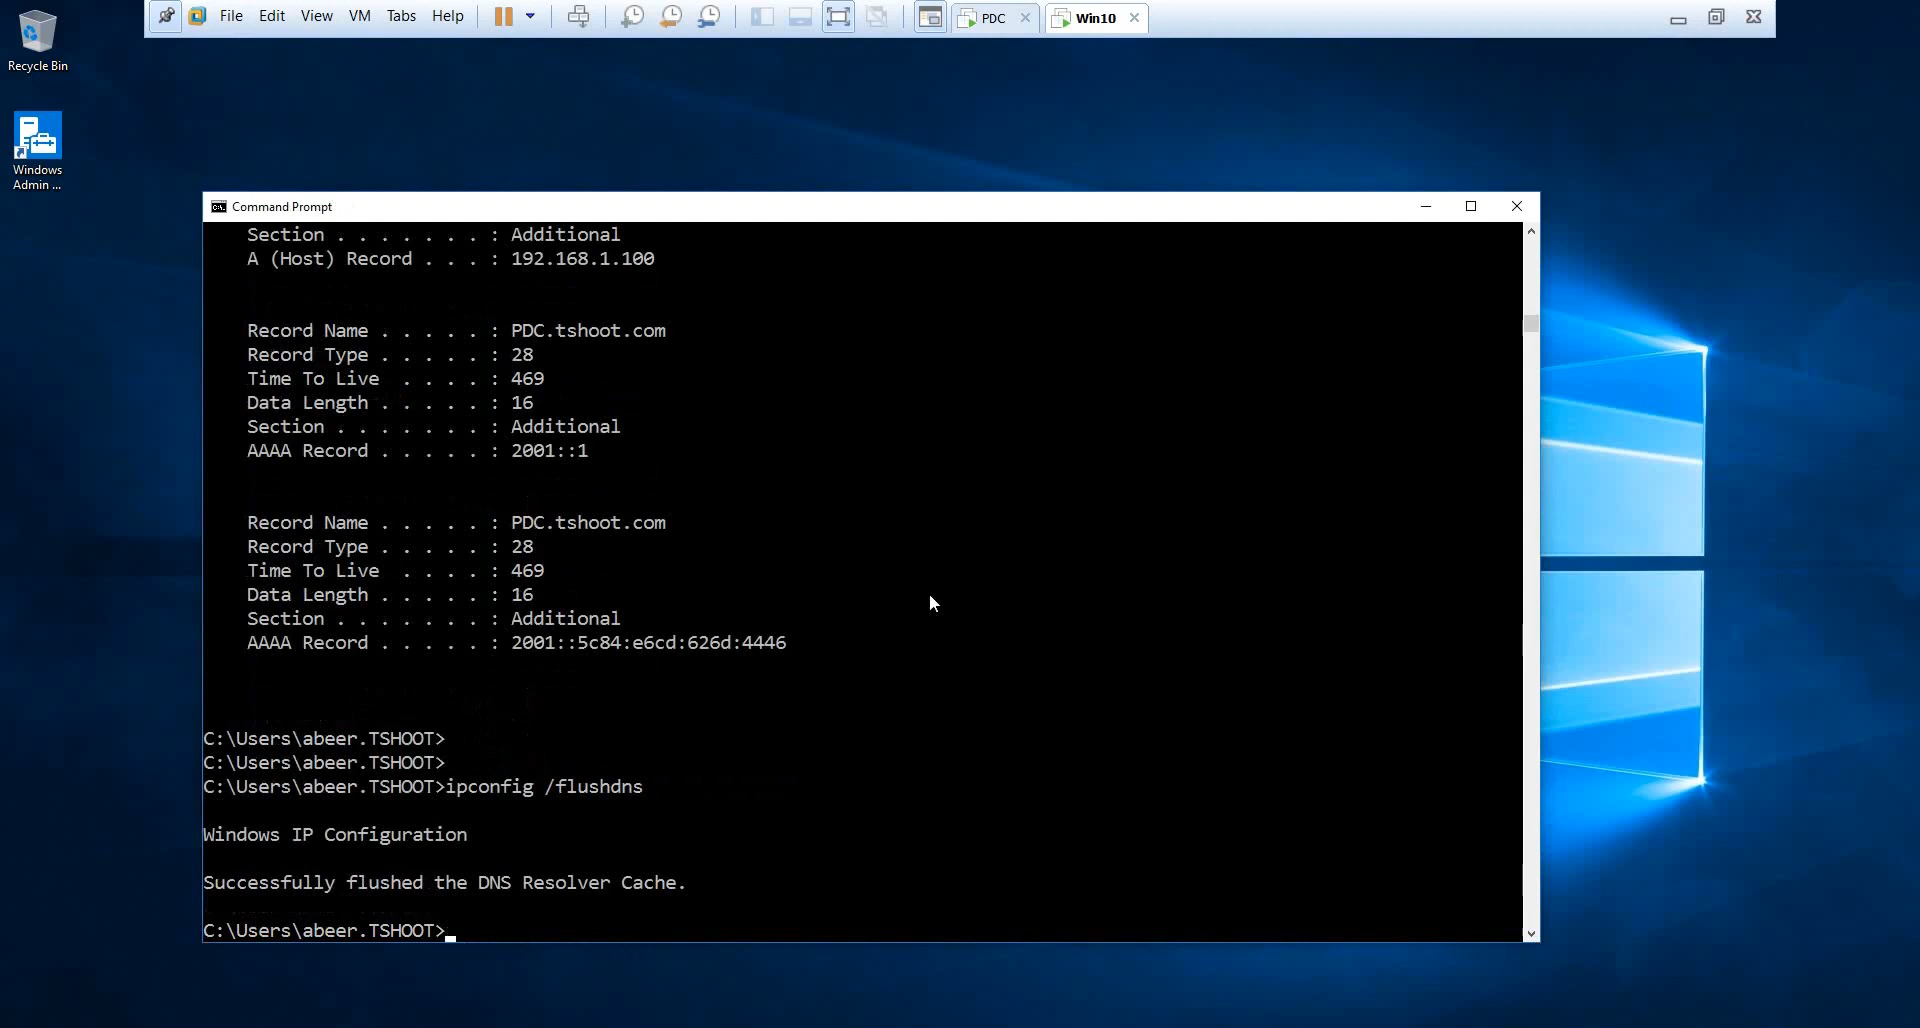 File Edit View VM Tabs Help
PDC
Win10
Recycle Bin
Windows
Admin ...
Command Prompt
Section . . . . . . . : Additional
A (Host) Record . . . : 192.168.1.100
Record Name . . . . . : PDC.tshoot.com
Record Type . . . . . : 28
Time To Live  . . . . : 469
Data Length . . . . . : 16
Section . . . . . . . : Additional
AAAA Record . . . . . : 2001::1
Record Name . . . . . : PDC.tshoot.com
Record Type . . . . . : 28
Time To Live  . . . . : 469
Data Length . . . . . : 16
Section . . . . . . . : Additional
AAAA Record . . . . . : 2001::5c84:e6cd:626d:4446
C:\Users\abeer.TSHOOT>
C:\Users\abeer.TSHOOT>
C:\Users\abeer.TSHOOT>ipconfig /flushdns
Windows IP Configuration
Successfully flushed the DNS Resolver Cache.
C:\Users\abeer.TSHOOT>